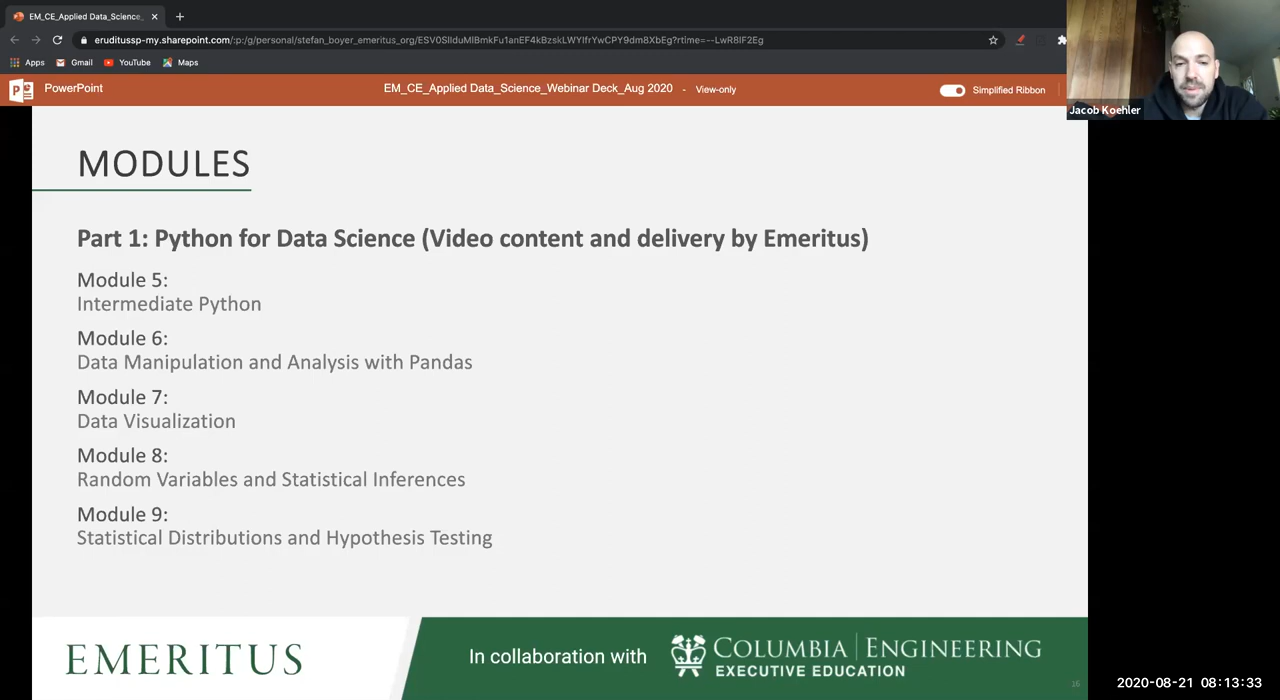 EM_CE_Applied Data_Science_
eruditussp-my.sharepoint.com/:p:/g/personal/stefan_boyer_emeritus_org/ESV0SlIduMlBmkFu1anEF4kBzskLWYIfrYwCPY9dm8XbEg?rtime=--LwR8lF2Eg
Apps Gmail YouTube Maps
PowerPoint EM_CE_Applied Data_Science_Webinar Deck_Aug 2020 - View-only Simplified Ribbon
Jacob Koehler
MODULES
Part 1: Python for Data Science (Video content and delivery by Emeritus)
Module 5:
Intermediate Python
Module 6:
Data Manipulation and Analysis with Pandas
Module 7:
Data Visualization
Module 8:
Random Variables and Statistical Inferences
Module 9:
Statistical Distributions and Hypothesis Testing
EMERITUS In collaboration with COLUMBIA | ENGINEERING
EXECUTIVE EDUCATION
16
2020-08-21 08:13:33